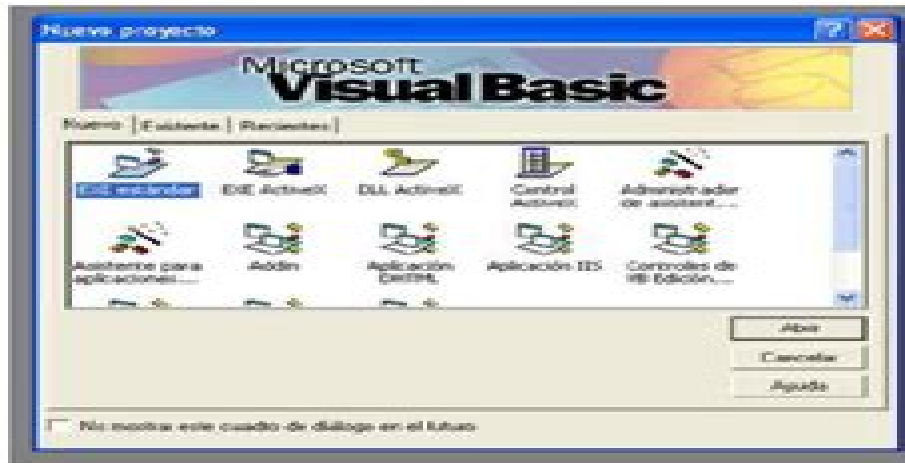 Nuevo proyecto
Microsoft
Visual Basic
Nuevo Existente Recientes
EXE estándar EXE ActiveX DLL ActiveX Control ActiveX Administrador de asistent...
Asistente para aplicaciones... Addin Aplicación DHTML Aplicación IIS Controles de VB Edición...
Abrir
Cancelar
Ayuda
No mostrar este cuadro de diálogo en el futuro